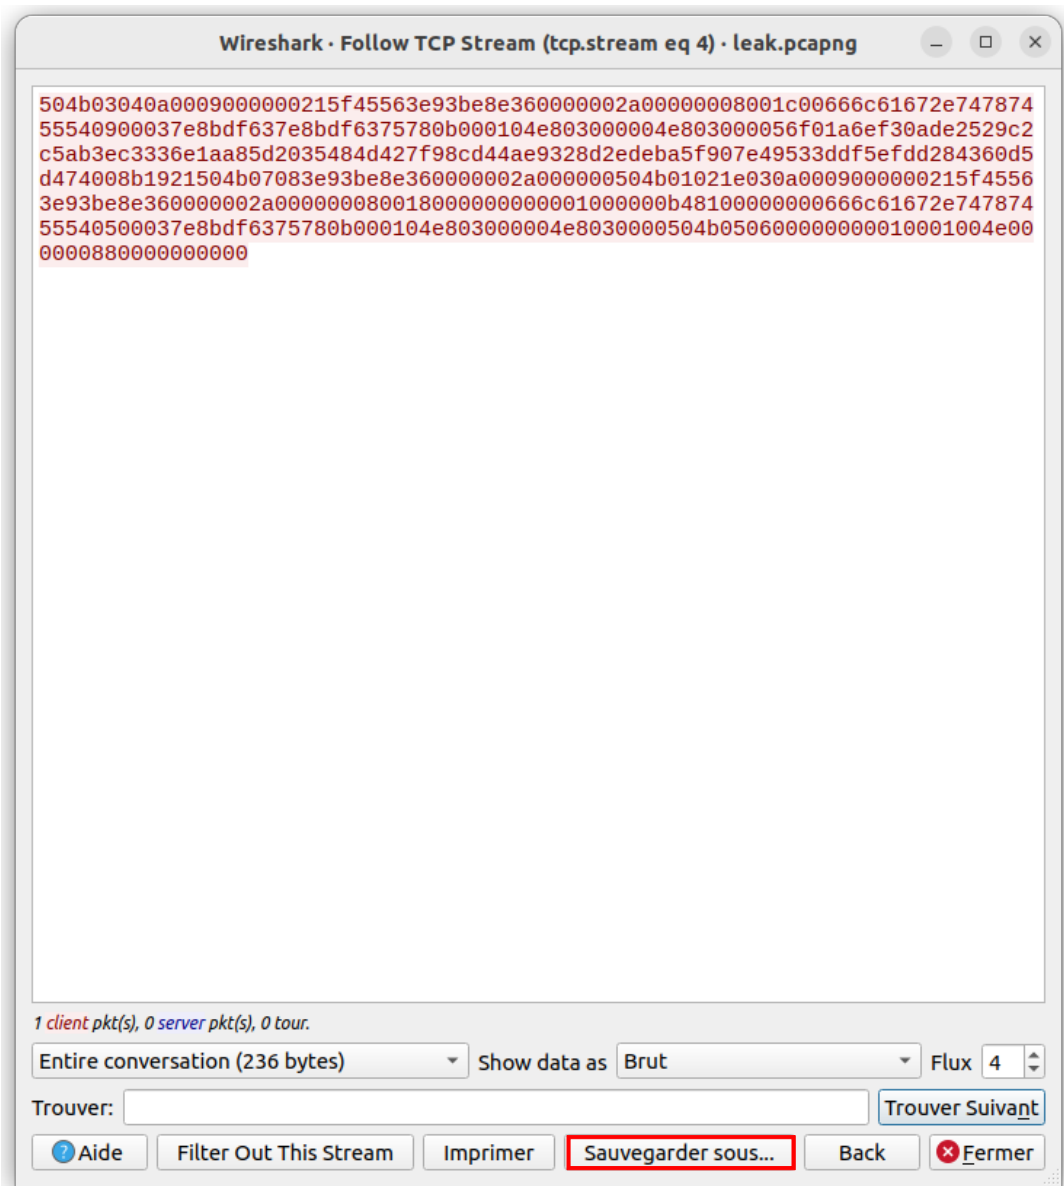 Wireshark · Follow TCP Stream (tcp.stream eq 4) · leak.pcapng
504b03040a0009000000215f45563e93be8e360000002a00000008001c00666c61672e747874
55540900037e8bdf637e8bdf6375780b000104e803000004e803000056f01a6ef30ade2529c2
c5ab3ec3336e1aa85d2035484d427f98cd44ae9328d2edeba5f907e49533ddf5efdd284360d5
d474008b1921504b07083e93be8e360000002a000000504b01021e030a0009000000215f4556
3e93be8e360000002a000000080018000000000001000000b48100000000666c61672e747874
55540500037e8bdf6375780b000104e803000004e8030000504b050600000000010001004e00
0000880000000000
1 client pkt(s), 0 server pkt(s), 0 tour.
Entire conversation (236 bytes) Show data as Brut Flux 4
Trouver: Trouver Suivant
Aide Filter Out This Stream Imprimer Sauvegarder sous... Back Fermer